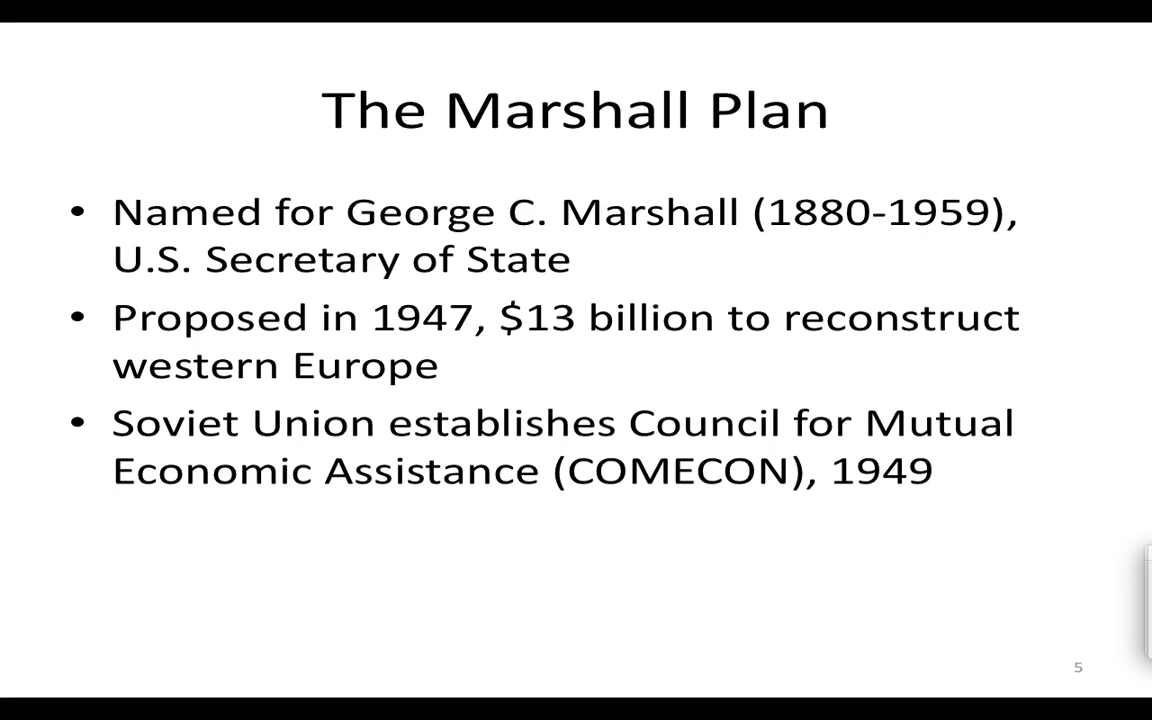 The Marshall Plan
• Named for George C. Marshall (1880-1959),
U.S. Secretary of State
• Proposed in 1947, $13 billion to reconstruct
western Europe
• Soviet Union establishes Council for Mutual
Economic Assistance (COMECON), 1949
5